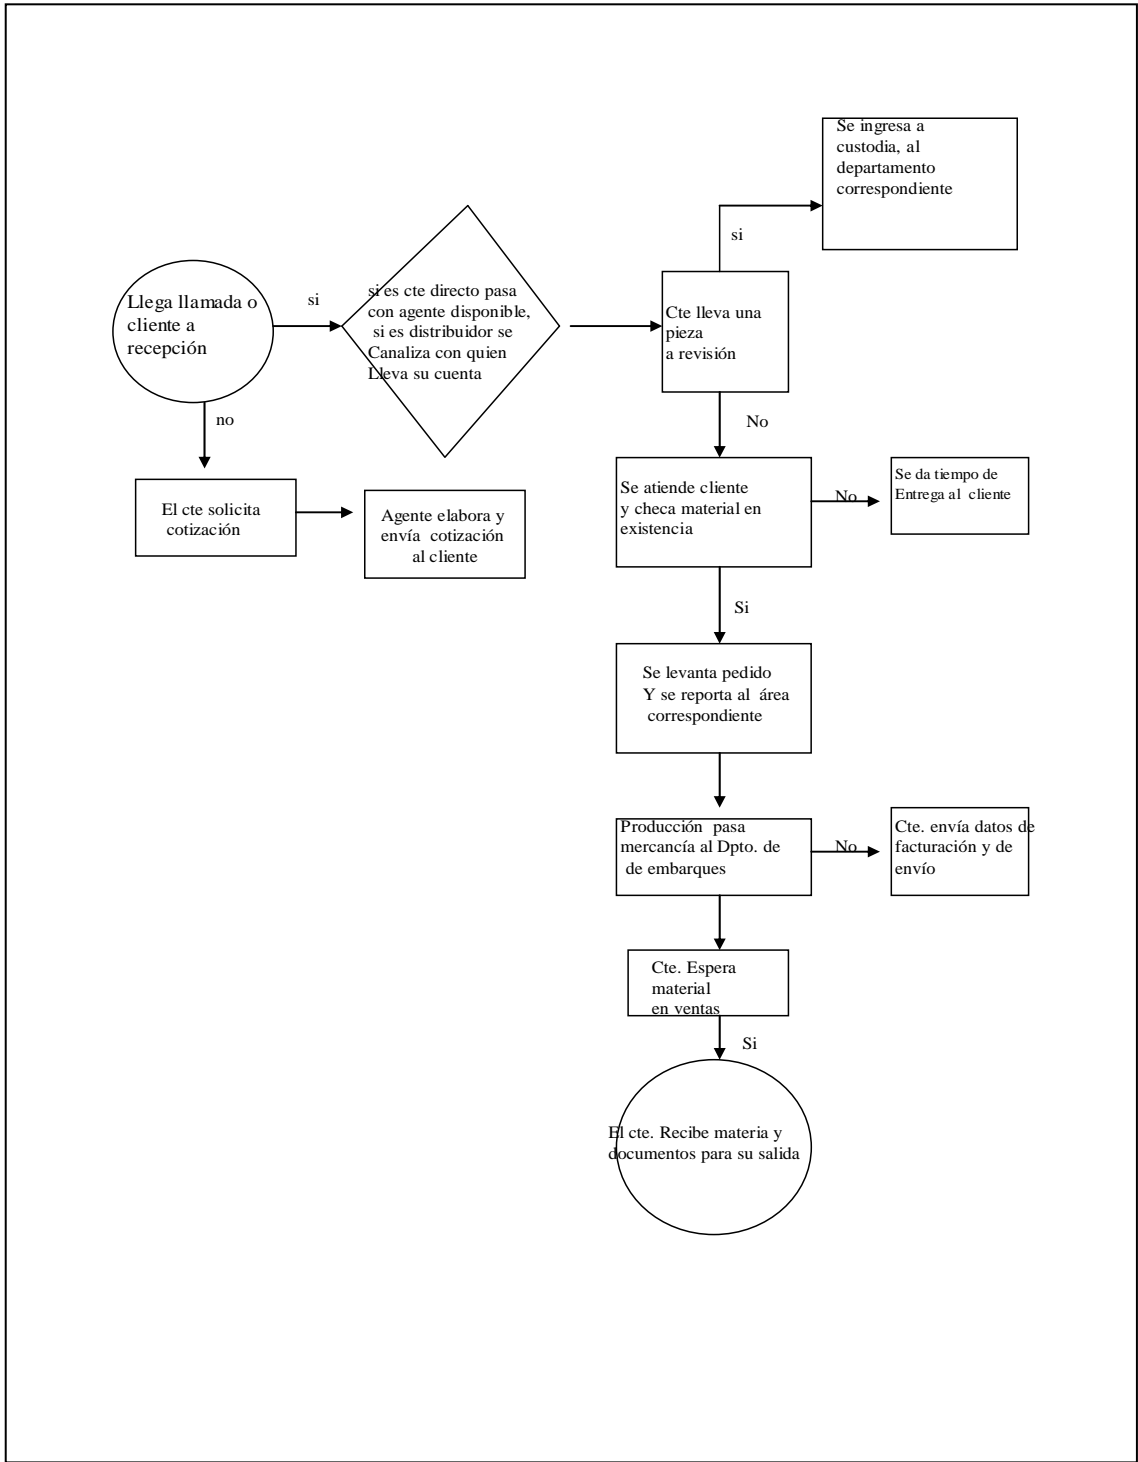 Se ingresa a
custodia, al
departamento
correspondiente
si
Llega llamada o
cliente a
recepción
si
si es cte directo pasa
con agente disponible,
si es distribuidor se
Canaliza con quien
Lleva su cuenta
Cte lleva una
pieza
a revisión
no
No
El cte solicita
cotización
Agente elabora y
envía cotización
al cliente
Se atiende cliente
y checa material en
existencia
No
Se da tiempo de
Entrega al cliente
Si
Se levanta pedido
Y se reporta al área
correspondiente
Producción pasa
mercancía al Dpto. de
de embarques
No
Cte. envía datos de
facturación y de
envío
Cte. Espera
material
en ventas
Si
El cte. Recibe materia y
documentos para su salida